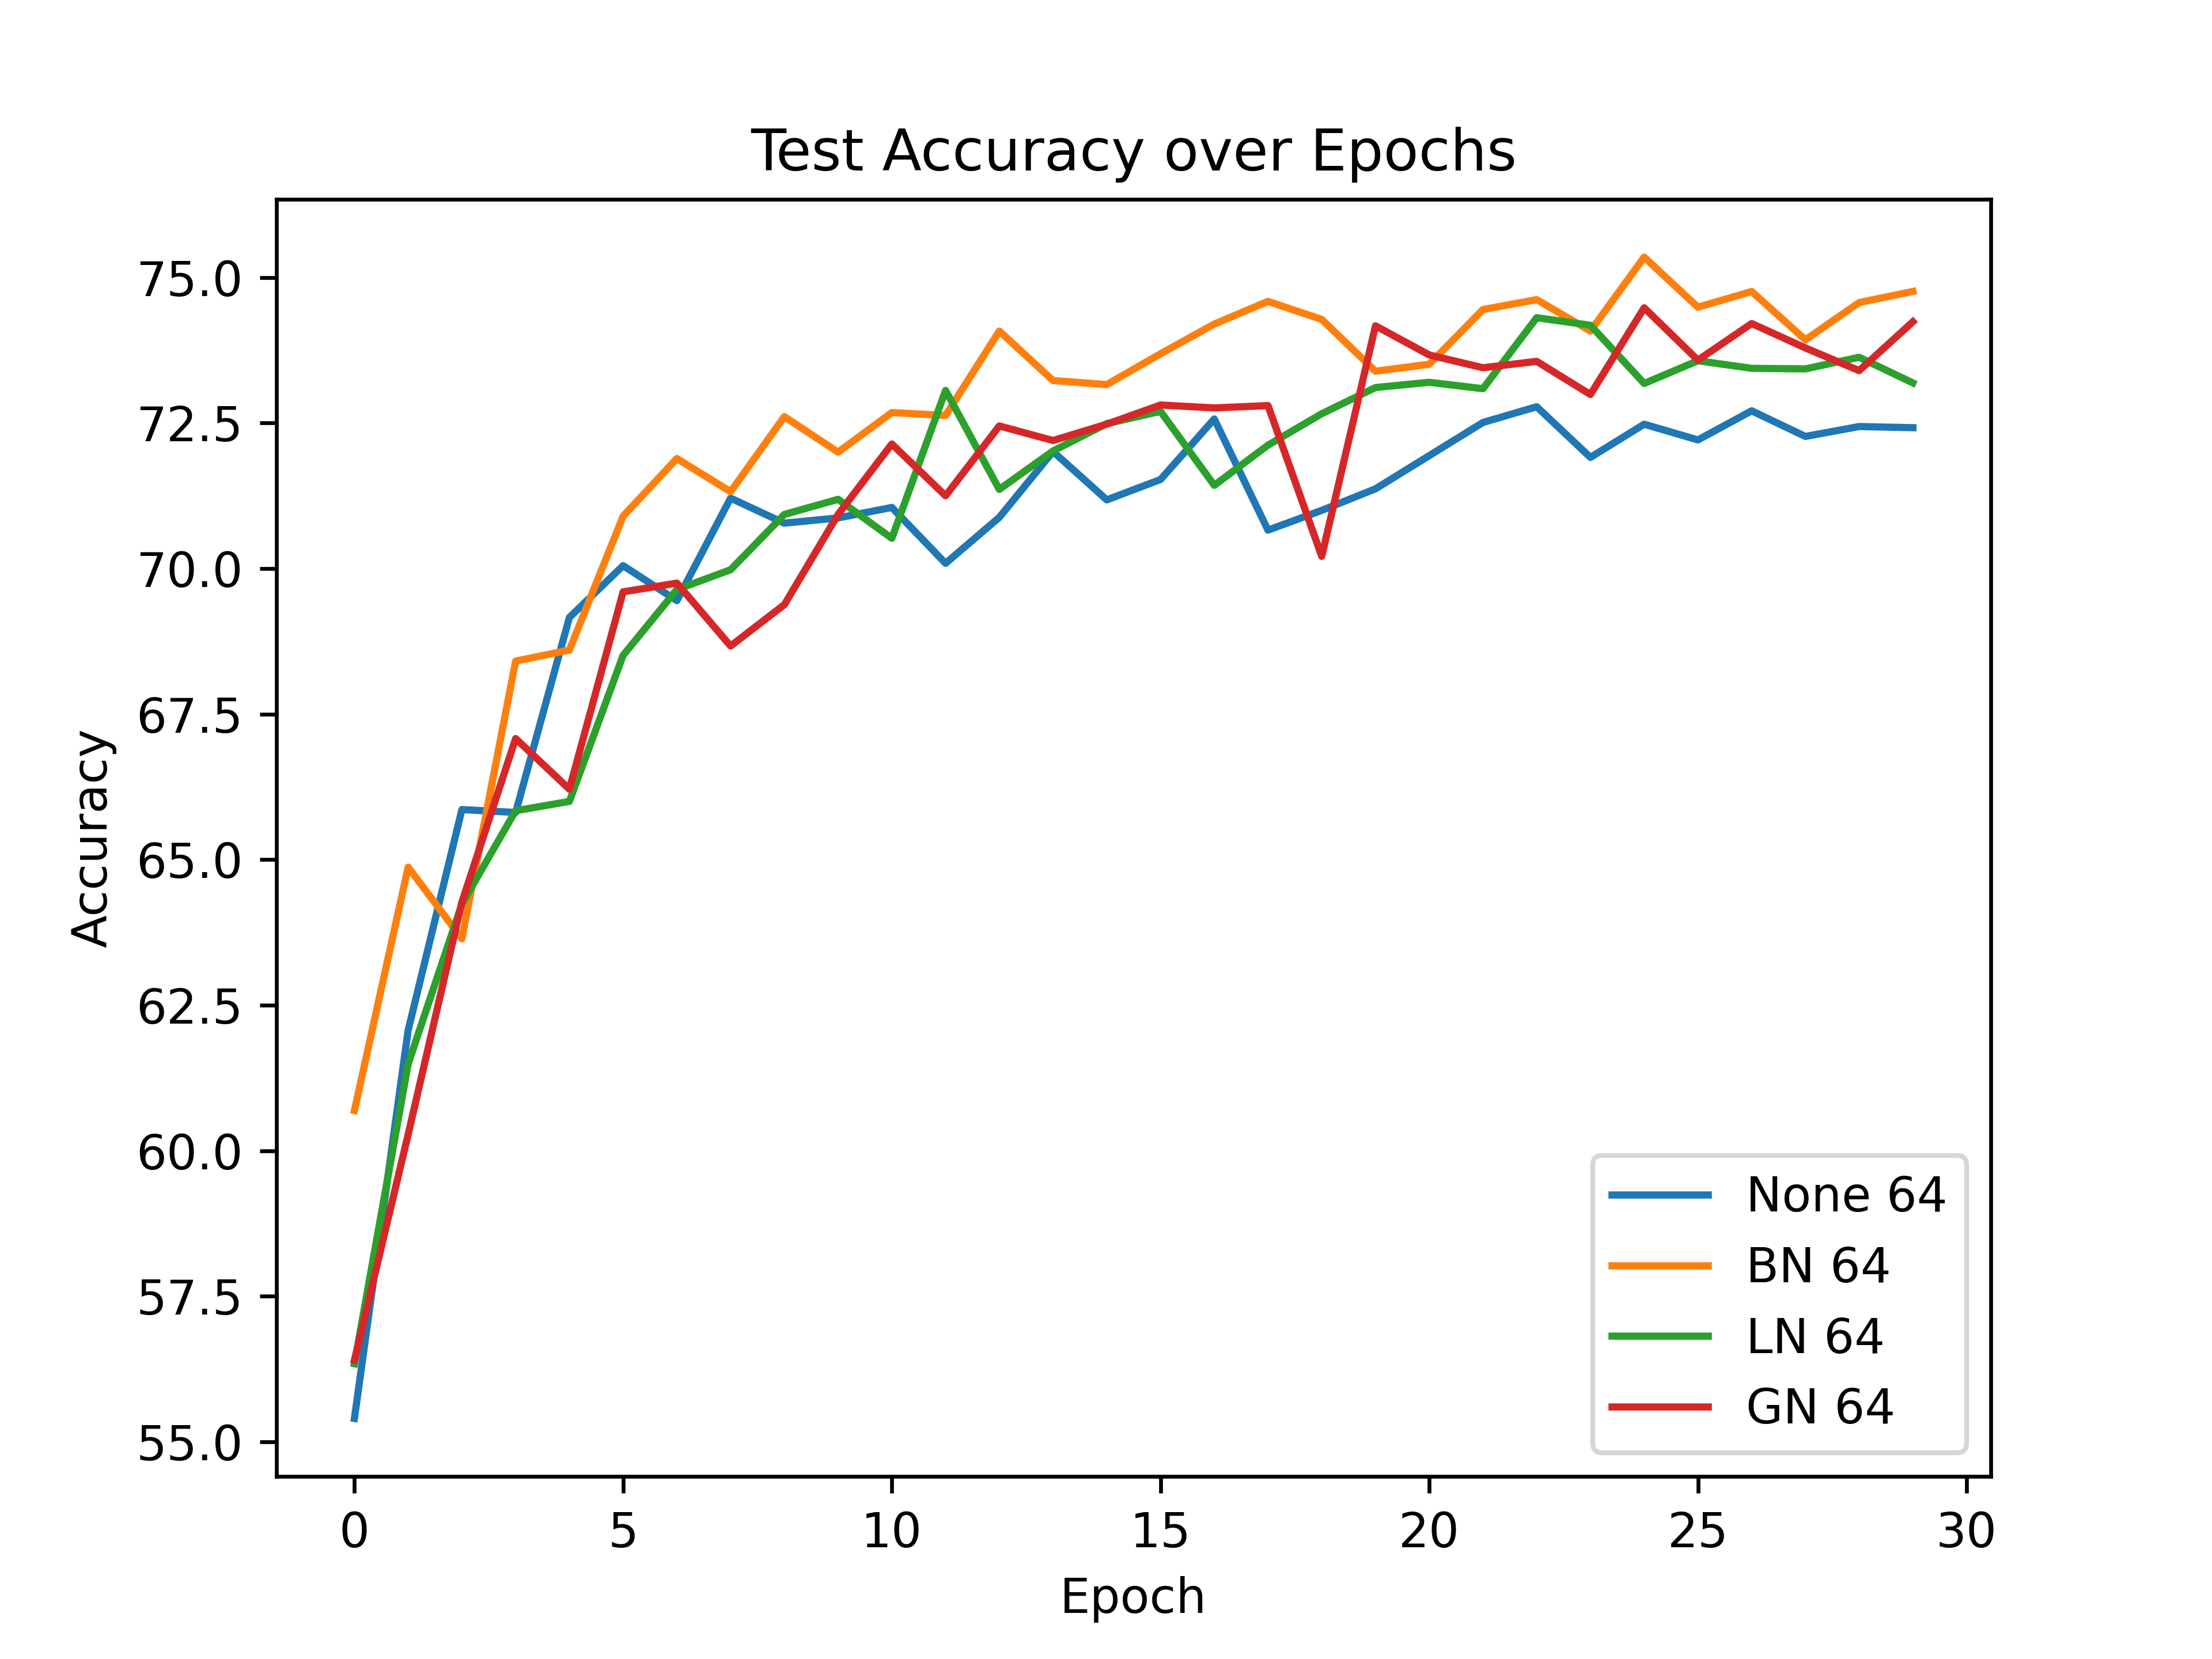 Test Accuracy over Epochs
75.0
72.5
70.0
67.5
65.0
62.5
60.0
57.5
55.0
Accuracy
None 64
BN 64
LN 64
GN 64
0 5 10 15 20 25 30
Epoch